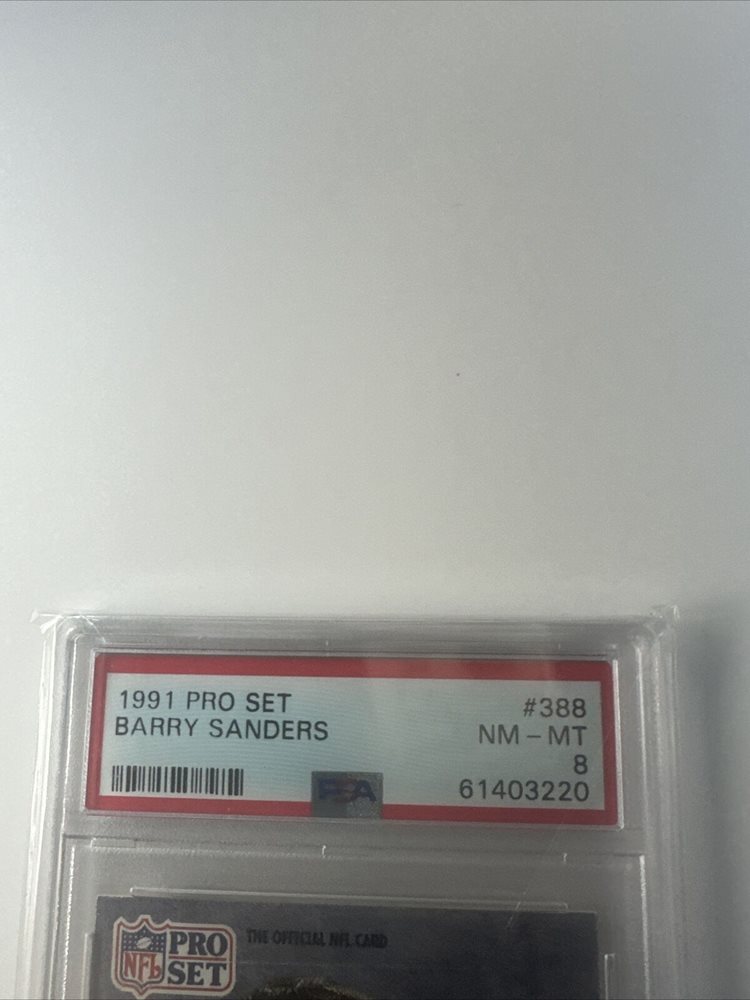 1991 PRO SET
BARRY SANDERS
#388
NM - MT
8
61403220
PSA
NFL
PRO
SET
THE OFFICIAL NFL CARD